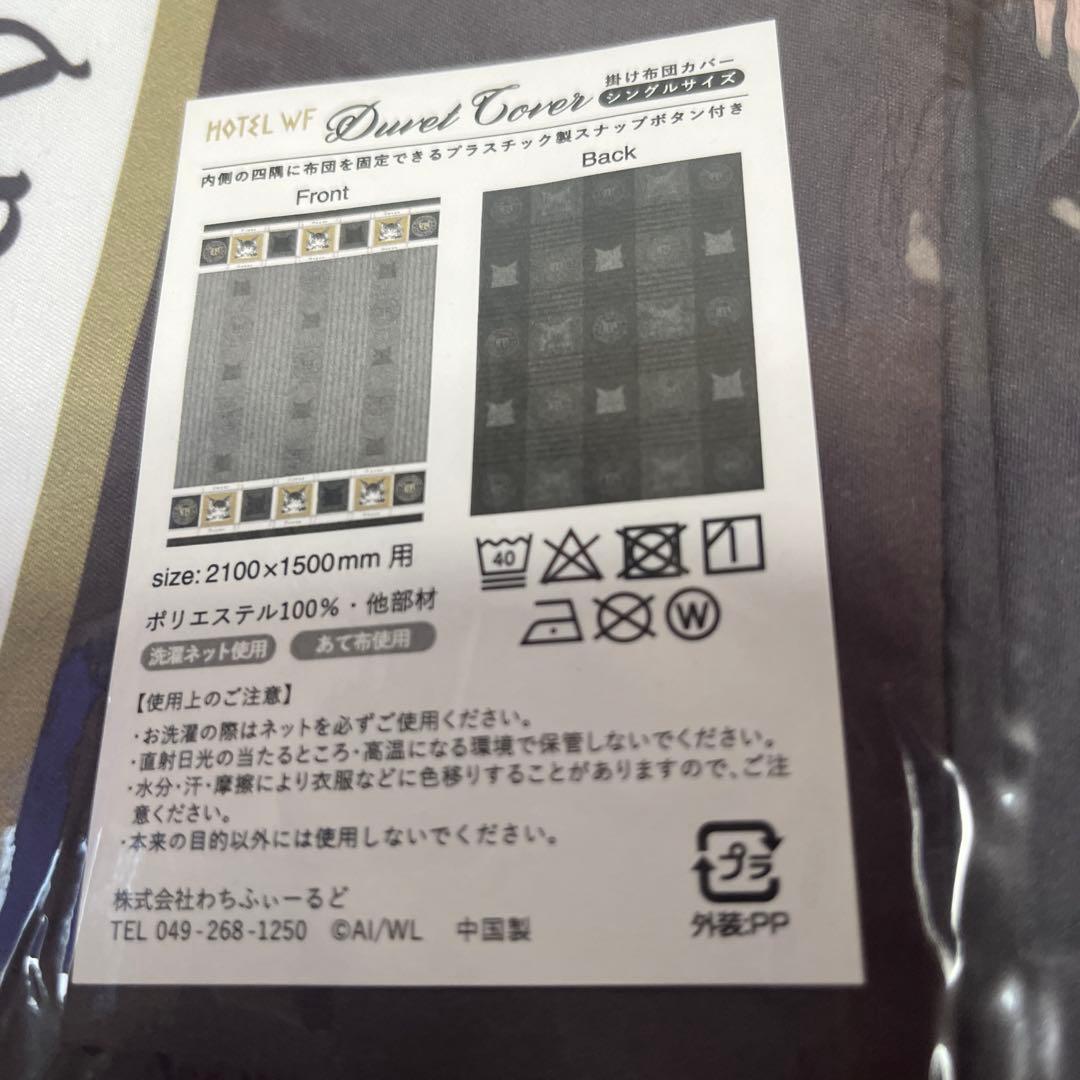 HOTEL WF Duvet Cover 掛け布団カバー
シングルサイズ
内側の四隅に布団を固定できるプラスチック製スナップボタン付き
Front
Back
size: 2100×1500mm 用
ポリエステル100%・他部材
洗濯ネット使用 あて布使用
40
W
【使用上のご注意】
・お洗濯の際はネットを必ずご使用ください。
・直射日光の当たるところ・高温になる環境で保管しないでください。
・水分・汗・摩擦により衣服などに色移りすることがありますので、ご注
意ください。
・本来の目的以外には使用しないでください。
プラ
外装:PP
株式会社わちふぃーるど
TEL 049-268-1250 ©AI/WL 中国製